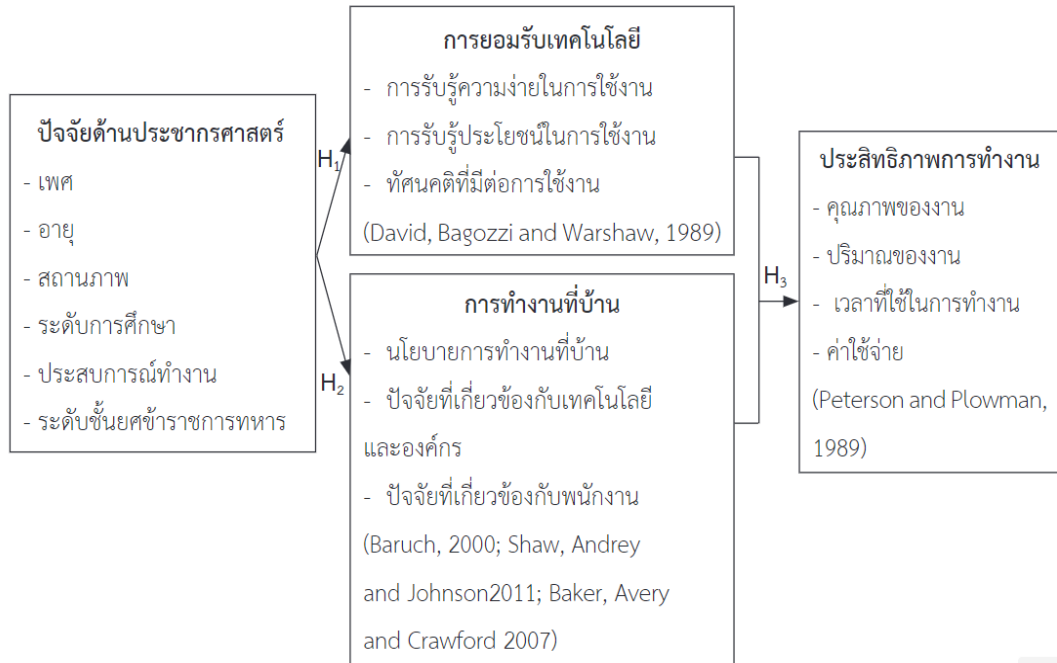 ปัจจัยด้านประชากรศาสตร์
- เพศ
- อายุ
- สถานภาพ
- ระดับการศึกษา
- ประสบการณ์ทำงาน
- ระดับชั้นยศข้าราชการทหาร
H1
H2
การยอมรับเทคโนโลยี
- การรับรู้ความง่ายในการใช้งาน
- การรับรู้ประโยชน์ในการใช้งาน
- ทัศนคติที่มีต่อการใช้งาน
(David, Bagozzi and Warshaw, 1989)
การทำงานที่บ้าน
- นโยบายการทำงานที่บ้าน
- ปัจจัยที่เกี่ยวข้องกับเทคโนโลยี
และองค์กร
- ปัจจัยที่เกี่ยวข้องกับพนักงาน
(Baruch, 2000; Shaw, Andrey
and Johnson2011; Baker, Avery
and Crawford 2007)
H3
ประสิทธิภาพการทำงาน
- คุณภาพของงาน
- ปริมาณของงาน
- เวลาที่ใช้ในการทำงาน
- ค่าใช้จ่าย
(Peterson and Plowman,
1989)